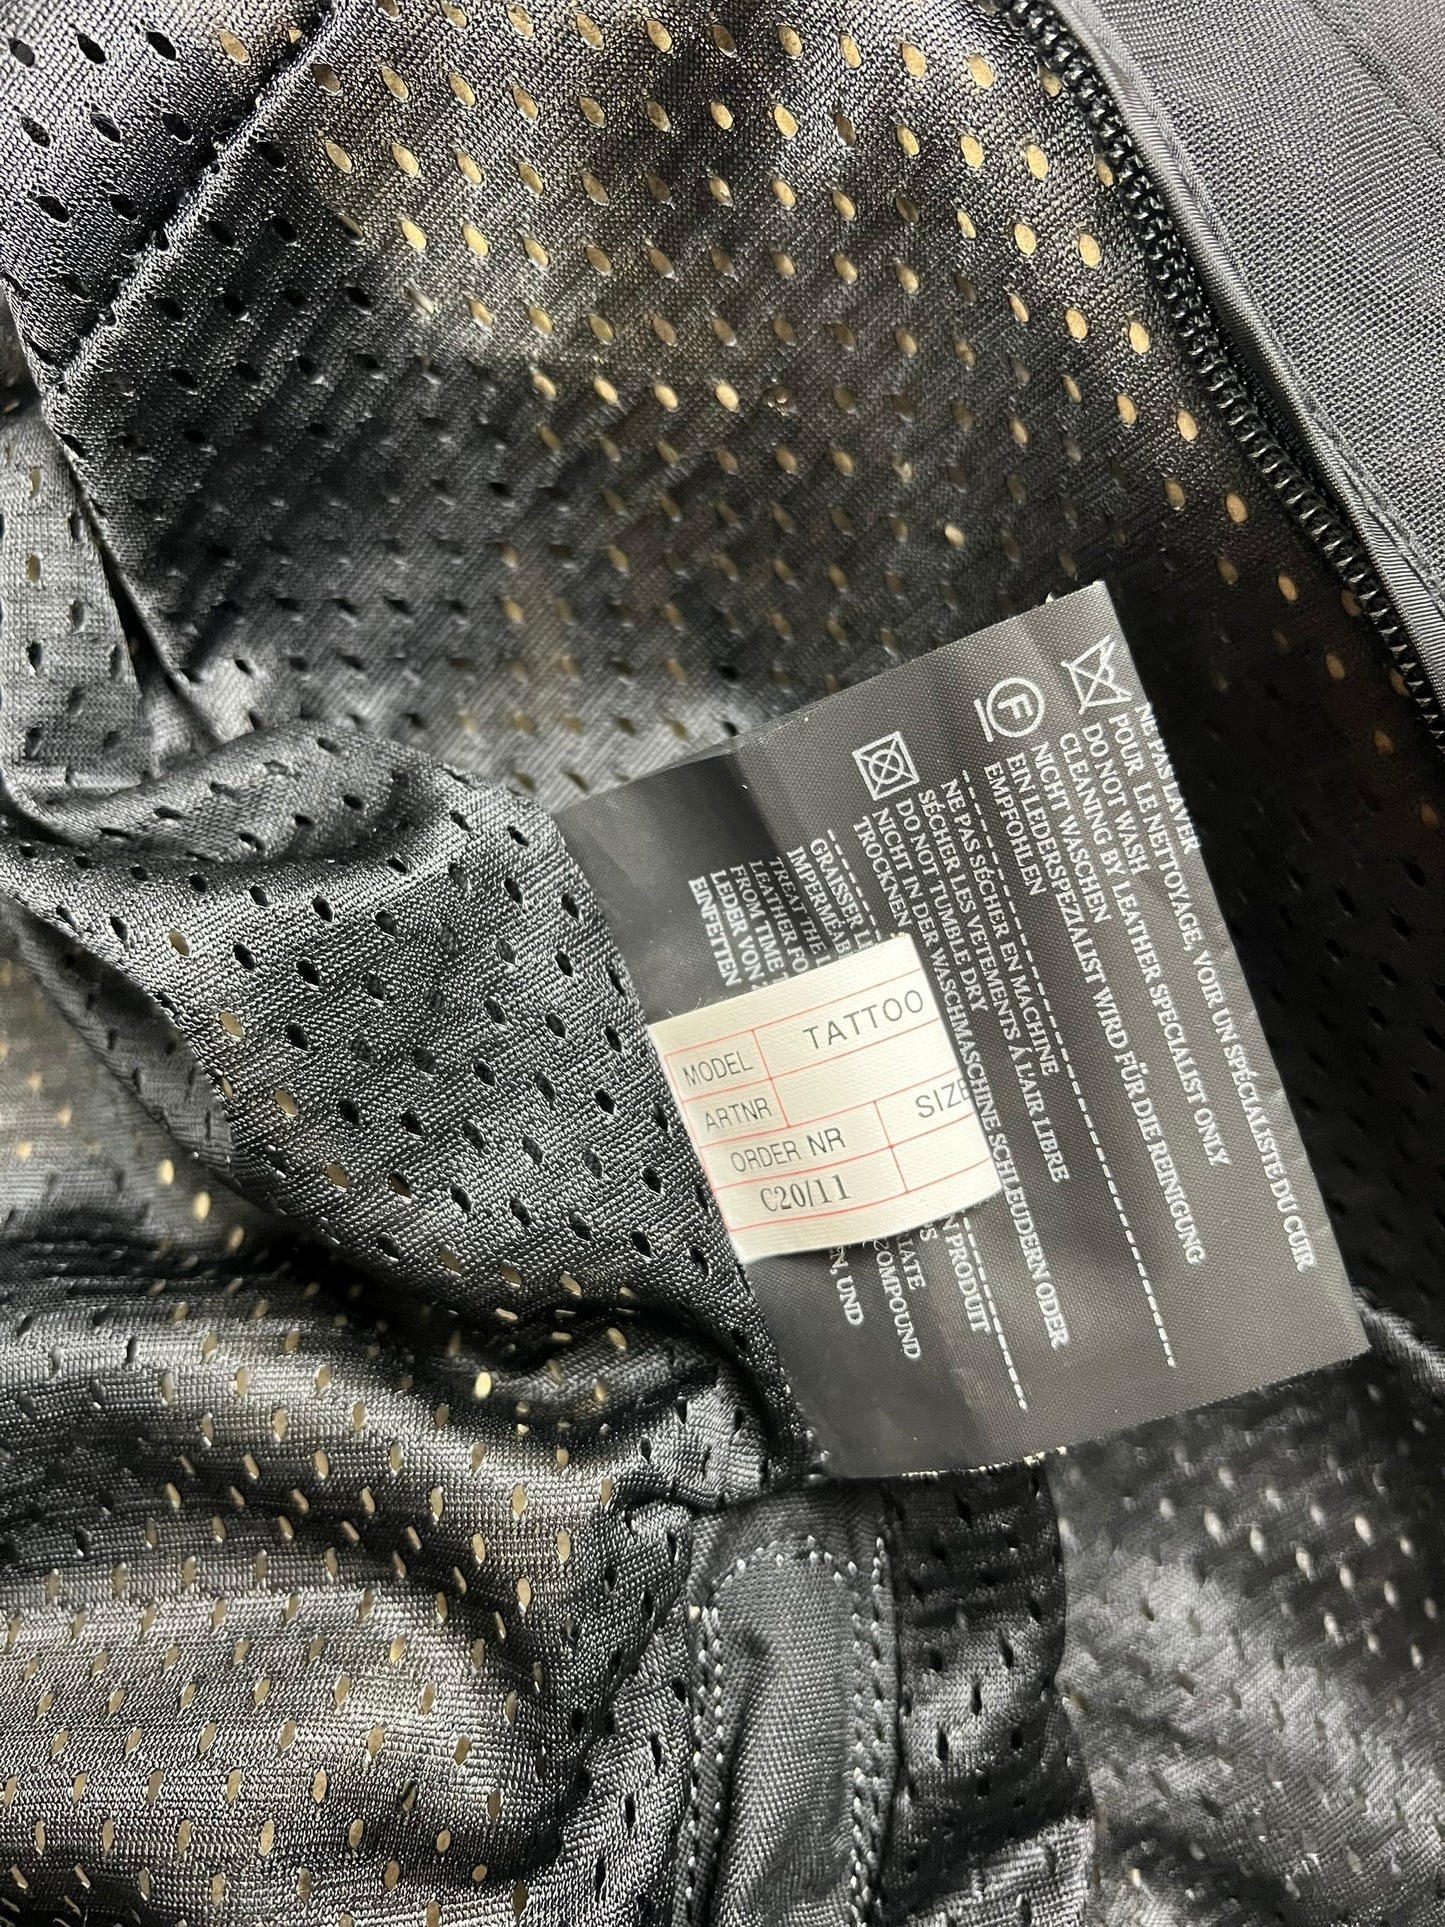 NE PAS LAVER
POUR LE NETTOYAGE, VOIR UN SPÉCIALISTE DU CUIR
DO NOT WASH
CLEANING BY LEATHER SPECIALIST ONLY
NICHT WASCHEN
EIN LEDERSPEZIALIST WIRD FÜR DIE REINIGUNG
EMPFOHLEN
F
NE PAS SÉCHER EN MACHINE
SÉCHER LES VETEMENTS À L'AIR LIBRE
DO NOT TUMBLE DRY
NICHT IN DER WASCHMASCHINE SCHLEUDERN ODER
TROCKNEN
GRAISSER
PRODUIT
IMPERMÉAB
TREAT THE
LEATHER FO
COMPOUND
FROM TIME
LEDER VON
EN, UND
EINFETTEN
MODEL TATTOO
ARTNR
ORDER NR SIZE
C20/11